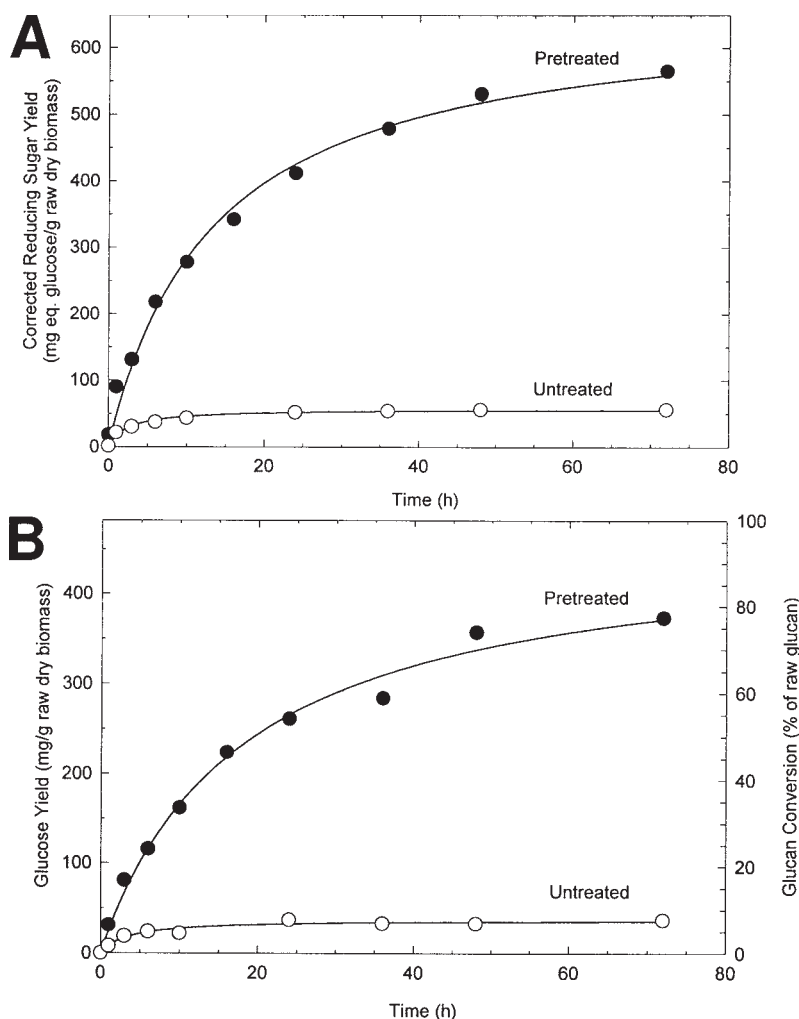 A
Corrected Reducing Sugar Yield
(mg eq. glucose/g raw dry biomass)
600
500
400
300
200
100
0
Pretreated
Untreated
0
20
40
60
80
Time (h)
B
Glucose Yield (mg/g raw dry biomass)
400
300
200
100
0
Pretreated
Untreated
100
80
60
40
20
0
Glucan Conversion (% of raw glucan)
0
20
40
60
80
Time (h)